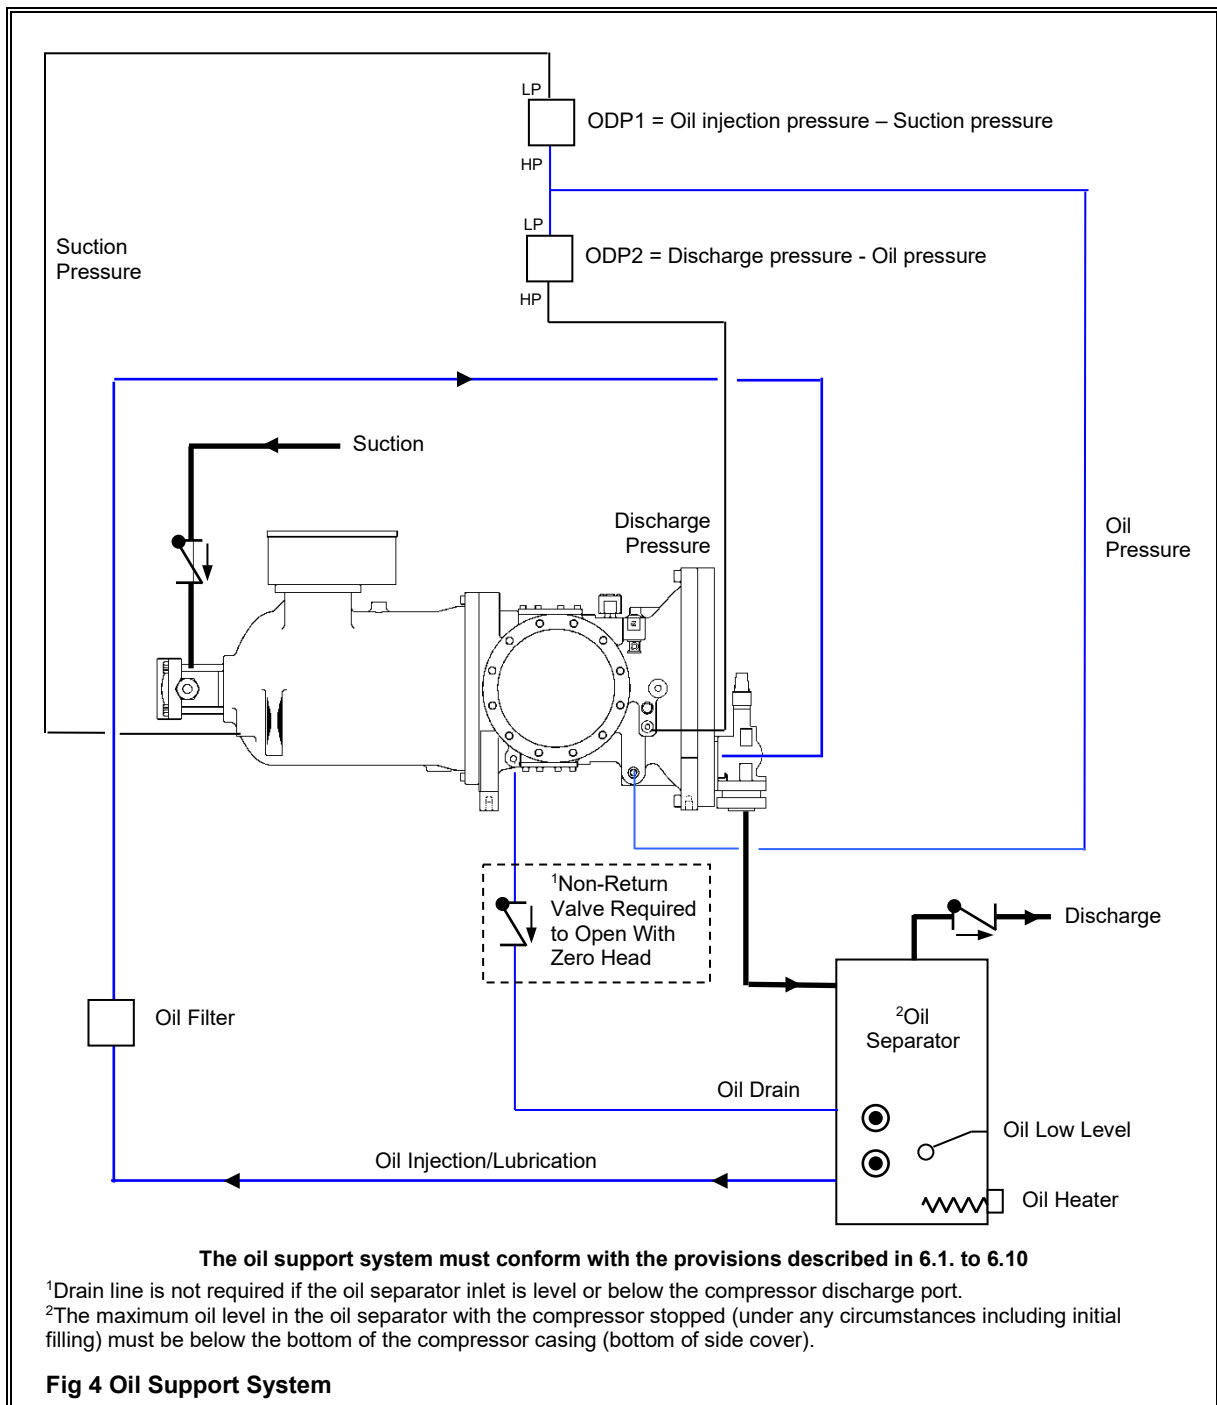 LP
ODP1 = Oil injection pressure – Suction pressure
HP
LP
Suction
Pressure
ODP2 = Discharge pressure - Oil pressure
HP
Suction
Discharge
Pressure
Oil
Pressure
¹Non-Return
Valve Required
to Open With
Zero Head
Discharge
Oil Filter
²Oil
Separator
Oil Drain
Oil Low Level
Oil Injection/Lubrication
Oil Heater
The oil support system must conform with the provisions described in 6.1. to 6.10
¹Drain line is not required if the oil separator inlet is level or below the compressor discharge port.
²The maximum oil level in the oil separator with the compressor stopped (under any circumstances including initial
filling) must be below the bottom of the compressor casing (bottom of side cover).
Fig 4 Oil Support System